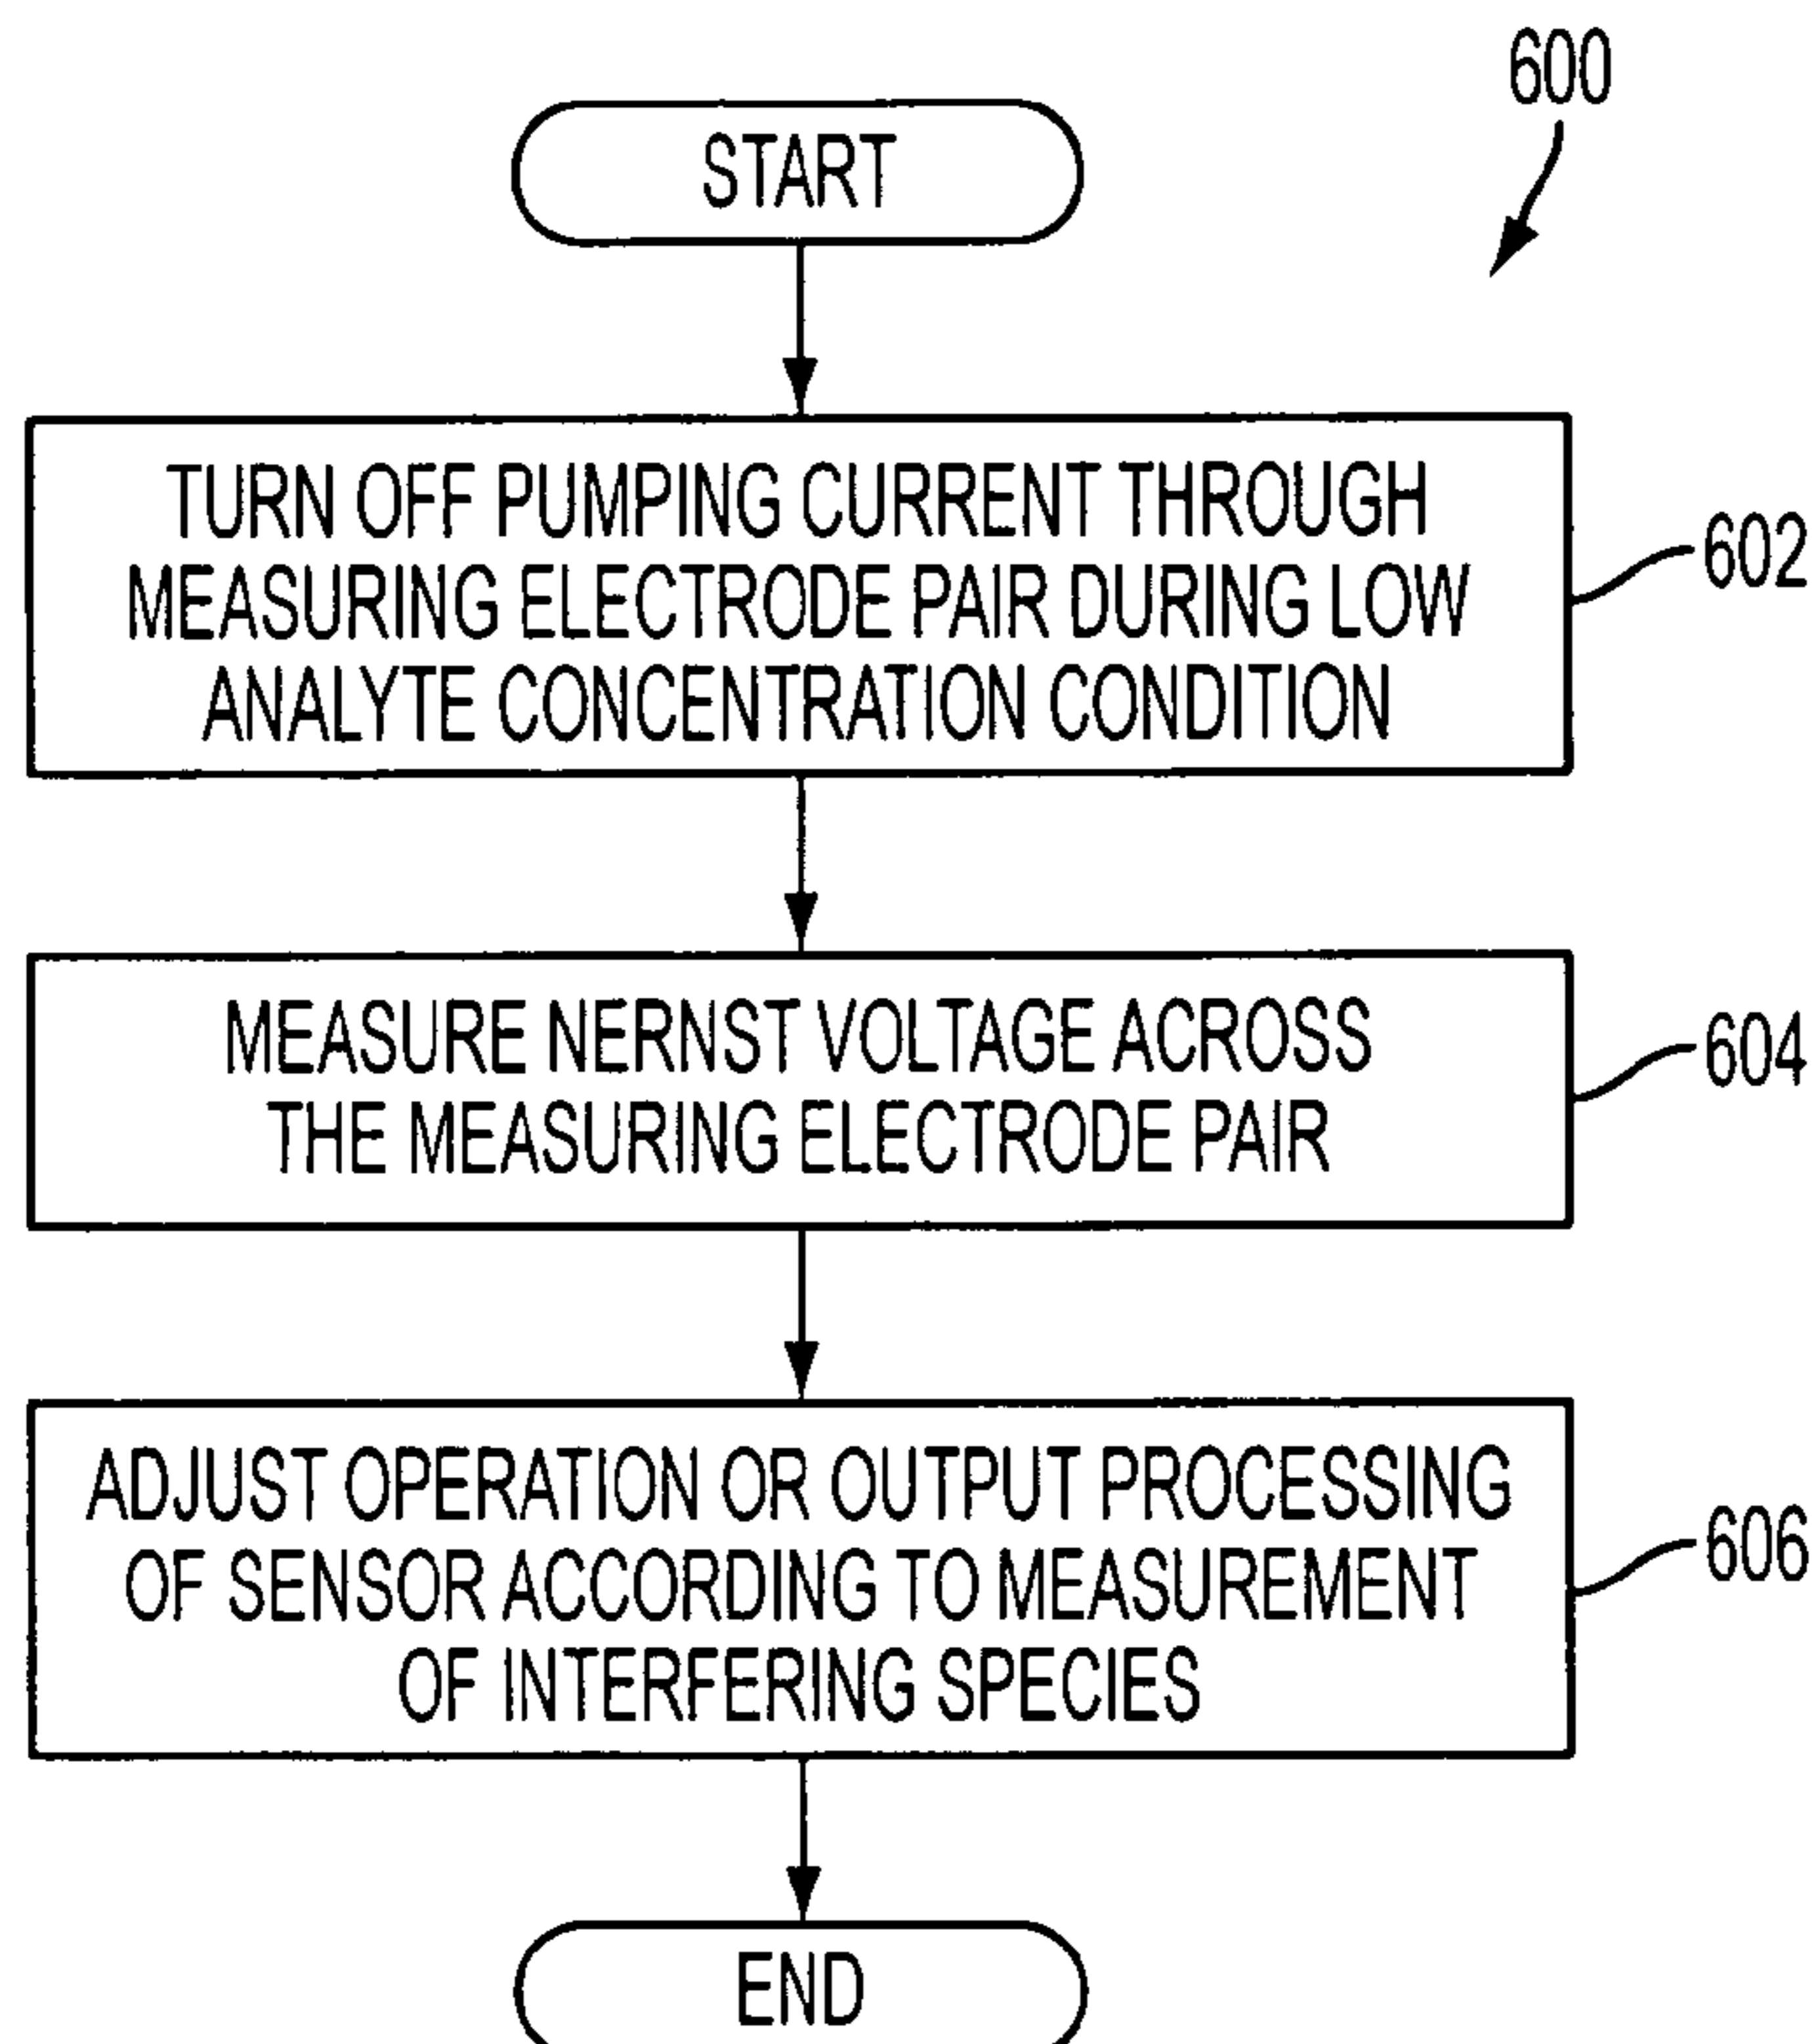 600
START
TURN OFF PUMPING CURRENT THROUGH
MEASURING ELECTRODE PAIR DURING LOW
ANALYTE CONCENTRATION CONDITION
602
MEASURE NERNST VOLTAGE ACROSS
THE MEASURING ELECTRODE PAIR
604
ADJUST OPERATION OR OUTPUT PROCESSING
OF SENSOR ACCORDING TO MEASUREMENT
OF INTERFERING SPECIES
606
END